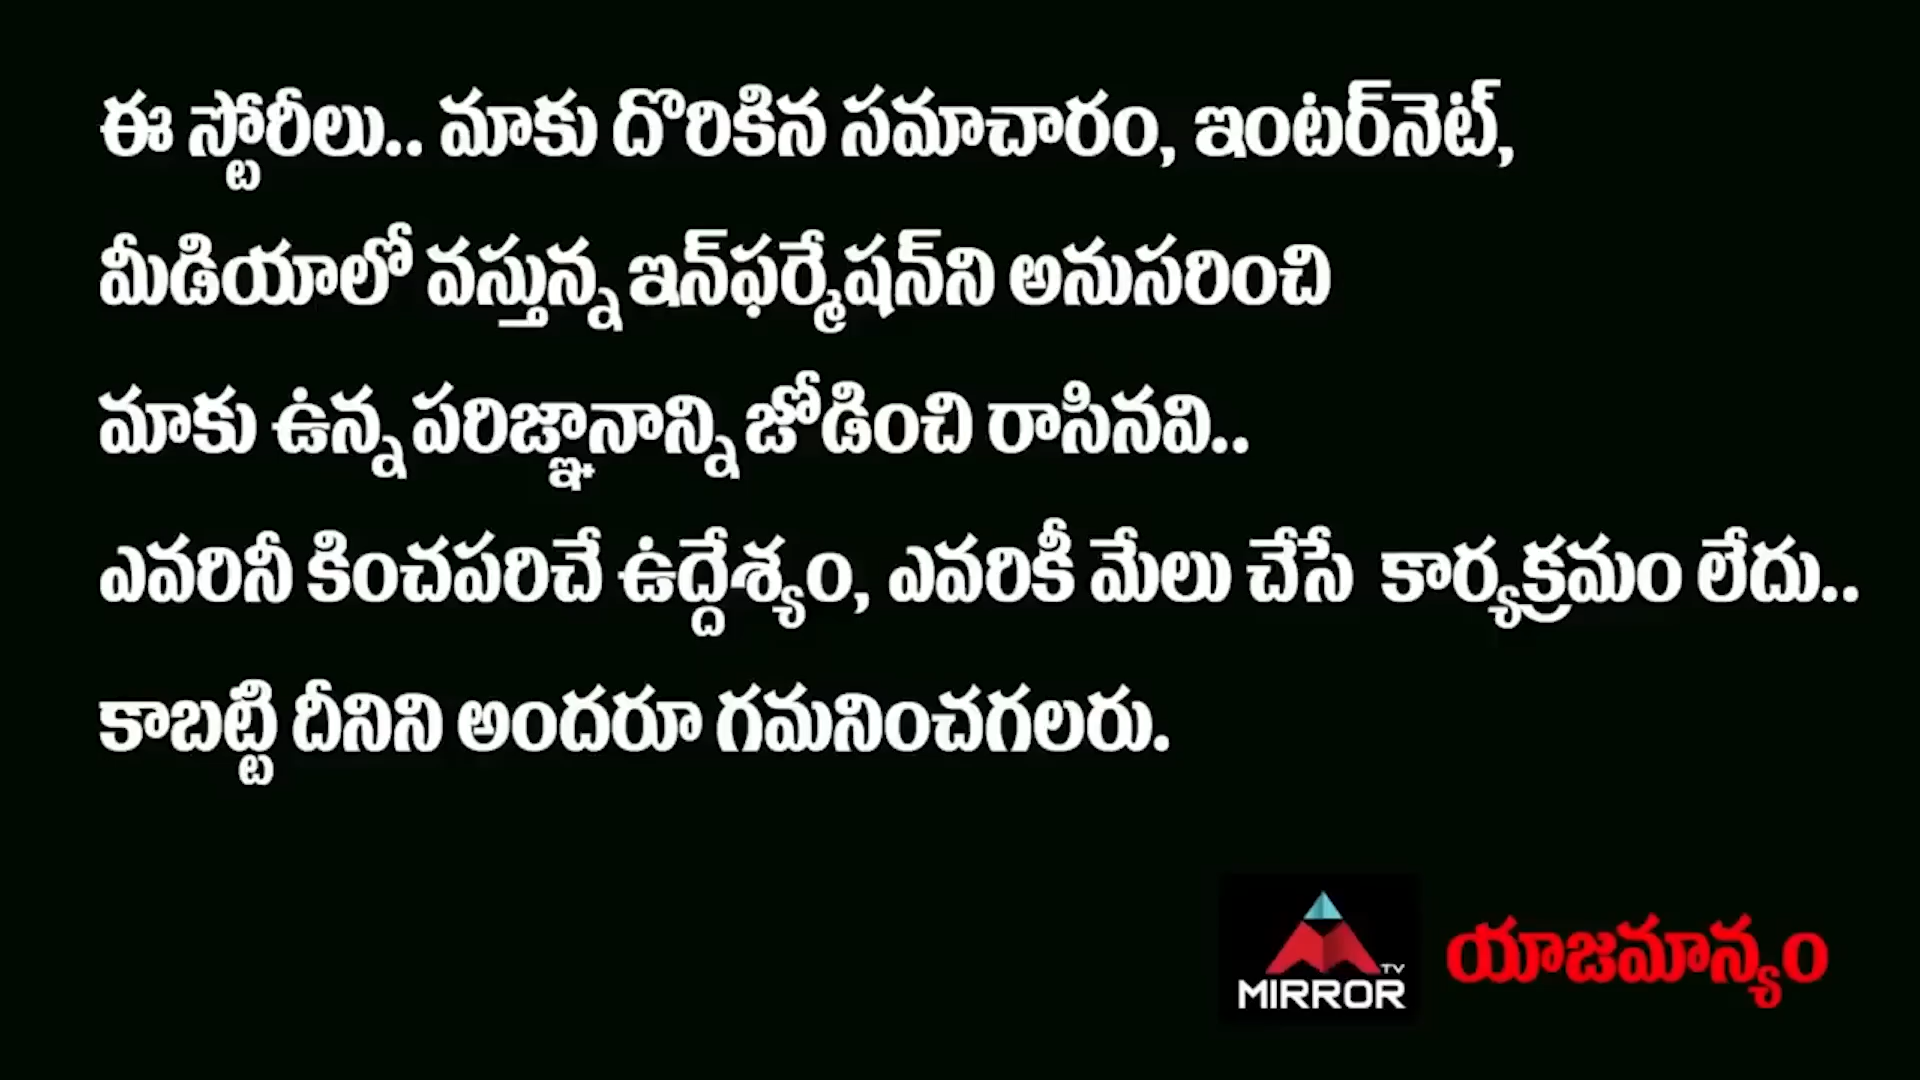 ఈ స్టోరీలు.. మాకు దొరికిన సమాచారం, ఇంటర్‌నెట్,
మీడియాలో వస్తున్న ఇన్‌ఫర్మేషన్‌ని అనుసరించి
మాకు ఉన్న పరిజ్ఞానాన్ని జోడించి రాసినవి..
ఎవరినీ కించపరిచే ఉద్దేశ్యం, ఎవరికీ మేలు చేసే కార్యక్రమం లేదు..
కాబట్టి దీనిని అందరూ గమనించగలరు.
TV
MIRROR
యాజమాన్యం